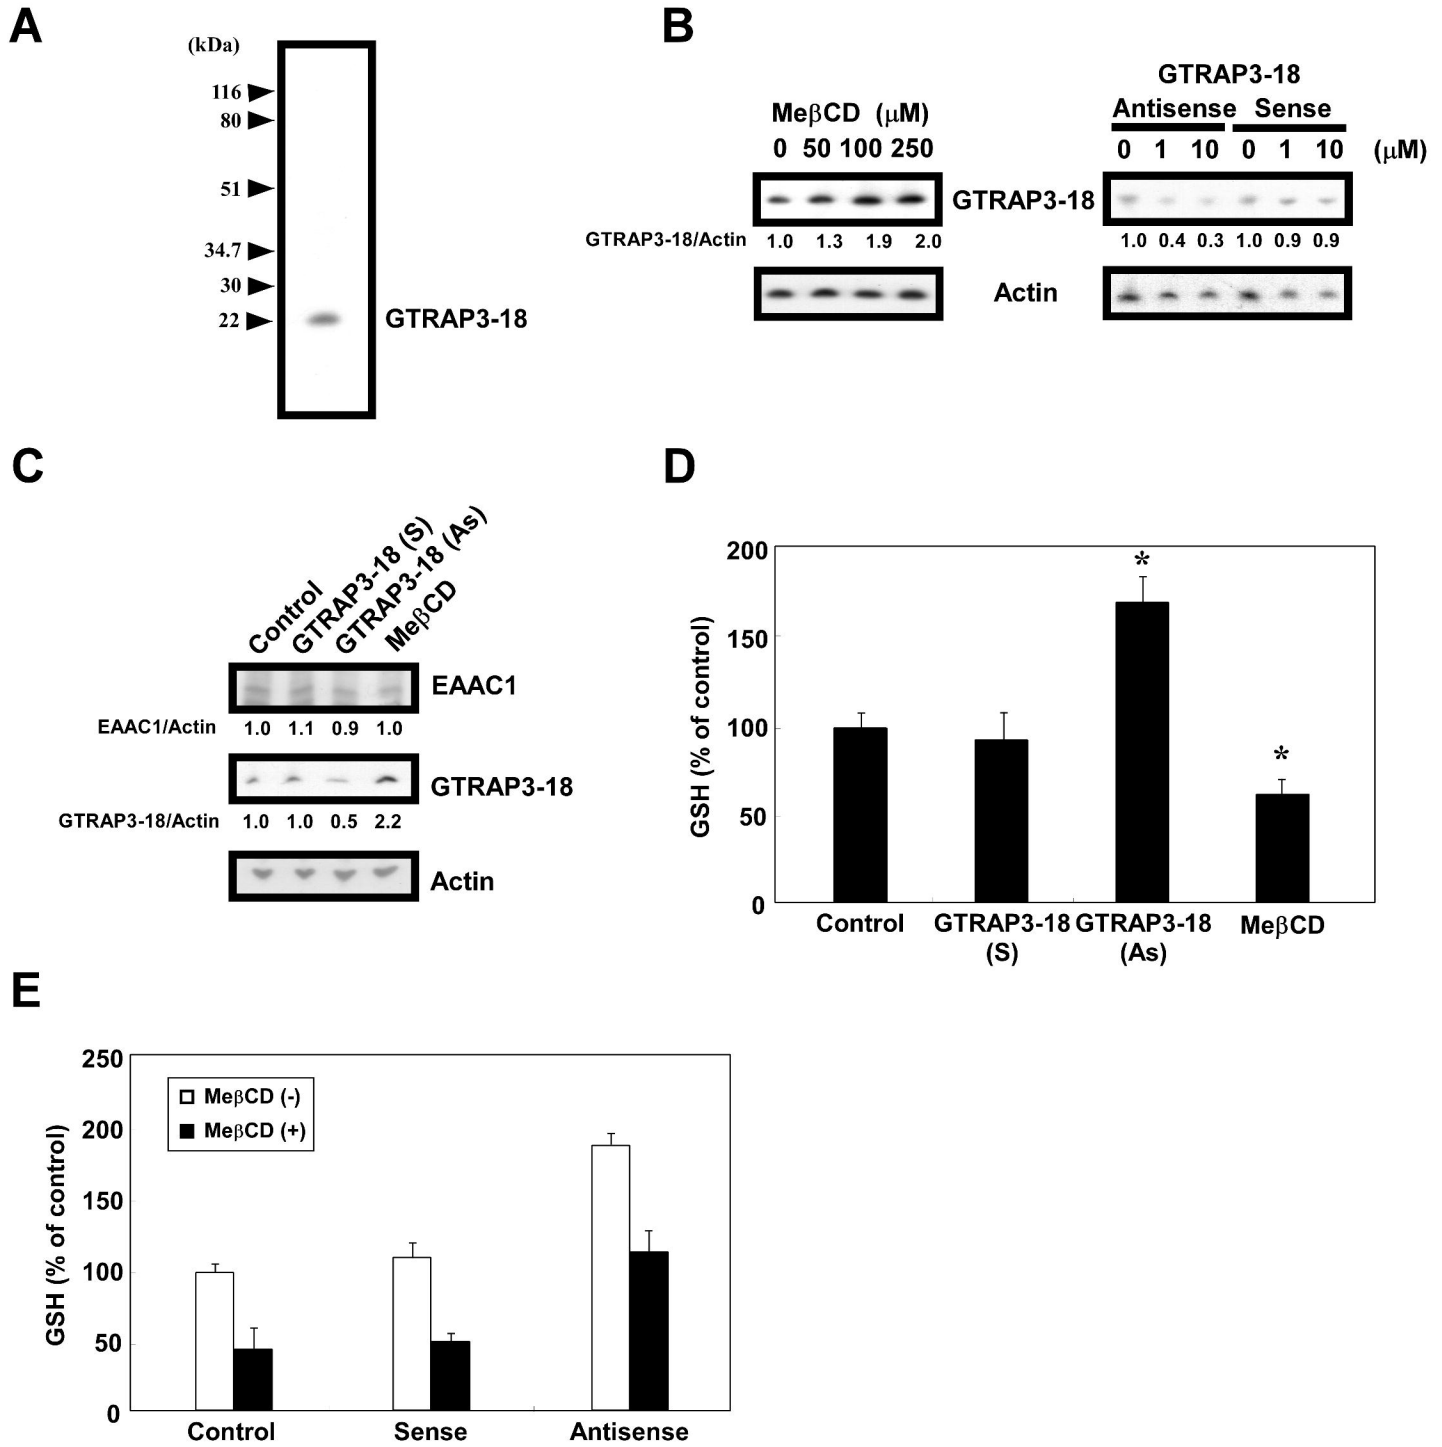 A
(kDa)
116
80
51
34.7
30
22
GTRAP3-18
B
MeβCD (μM)
0 50 100 250
GTRAP3-18
Antisense Sense
0 1 10 0 1 10 (μM)
GTRAP3-18
GTRAP3-18/Actin 1.0 1.3 1.9 2.0 1.0 0.4 0.3 1.0 0.9 0.9
Actin
C
Control
GTRAP3-18 (S)
GTRAP3-18 (As)
MeβCD
EAAC1
EAAC1/Actin 1.0 1.1 0.9 1.0
GTRAP3-18
GTRAP3-18/Actin 1.0 1.0 0.5 2.2
Actin
D
GSH (% of control)
200
150
100
50
0
*
*
Control GTRAP3-18 GTRAP3-18 MeβCD
(S) (As)
E
GSH (% of control)
250
200
150
100
50
0
MeβCD (-)
MeβCD (+)
Control Sense Antisense